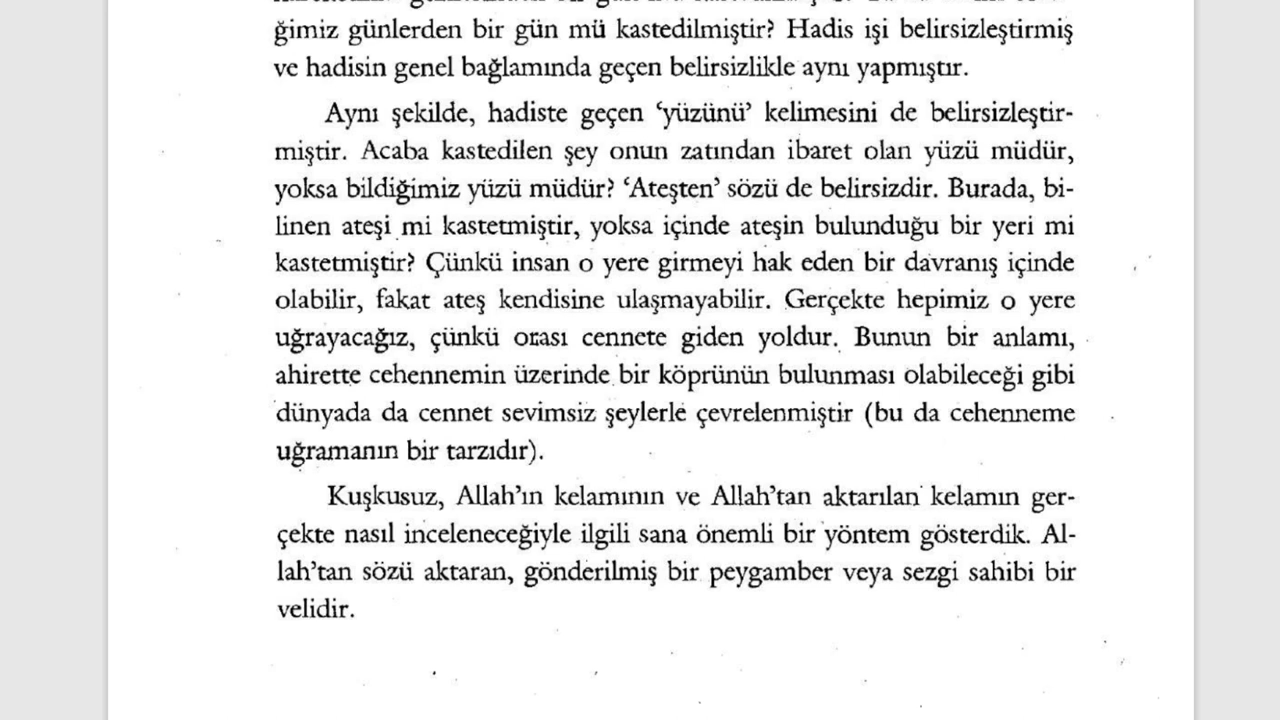 ğimiz günlerden bir gün mü kastedilmiştir? Hadis işi belirsizleştirmiş
ve hadisin genel bağlamında geçen belirsizlikle aynı yapmıştır.
Aynı şekilde, hadiste geçen ‘yüzünü’ kelimesini de belirsizleştir-
miştir. Acaba kastedilen şey onun zatından ibaret olan yüzü müdür,
yoksa bildiğimiz yüzü müdür? ‘Ateşten’ sözü de belirsizdir. Burada, bi-
linen ateşi mi kastetmiştir, yoksa içinde ateşin bulunduğu bir yeri mi
kastetmiştir? Çünkü insan o yere girmeyi hak eden bir davranış içinde
olabilir, fakat ateş kendisine ulaşmayabilir. Gerçekte hepimiz o yere
uğrayacağız, çünkü orası cennete giden yoldur. Bunun bir anlamı,
ahirette cehennemin üzerinde bir köprünün bulunması olabileceği gibi
dünyada da cennet sevimsiz şeylerle çevrelenmiştir (bu da cehenneme
uğramanın bir tarzıdır).
Kuşkusuz, Allah’ın kelamının ve Allah’tan aktarılan kelamın ger-
çekte nasıl inceleneceğiyle ilgili sana önemli bir yöntem gösterdik. Al-
lah’tan sözü aktaran, gönderilmiş bir peygamber veya sezgi sahibi bir
velidir.